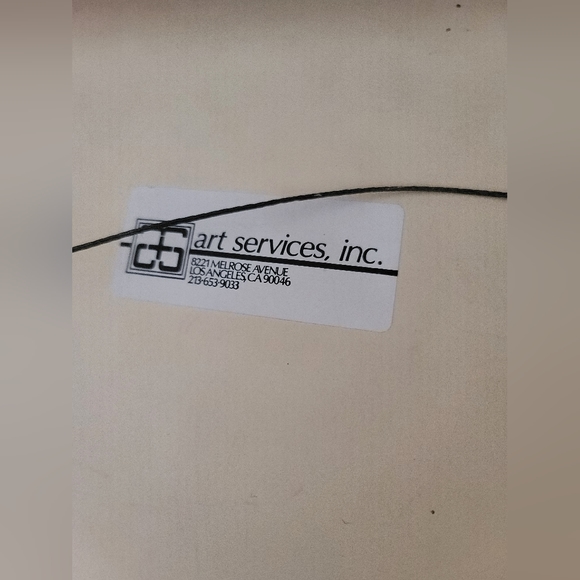 art services, inc.
8221 MELROSE AVENUE
LOS ANGELES, CA 90046
213-653-9033